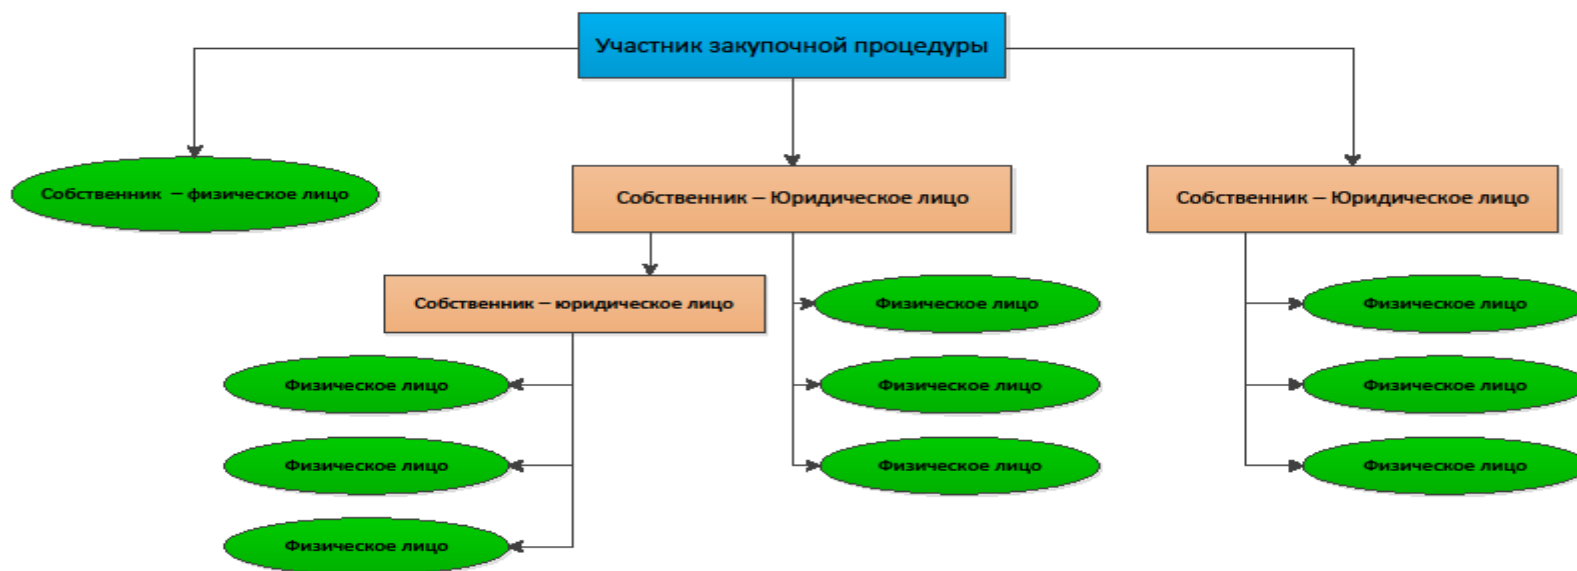 Участник закупочной процедуры
Собственник – физическое лицо
Собственник – Юридическое лицо
Собственник – Юридическое лицо
Собственник – юридическое лицо
Физическое лицо
Физическое лицо
Физическое лицо
Физическое лицо
Физическое лицо
Физическое лицо
Физическое лицо
Физическое лицо
Физическое лицо